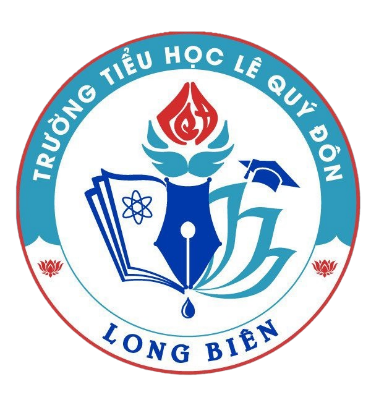 TRƯỜNG TIỂU HỌC LÊ QUÝ ĐÔN
LONG BIÊN